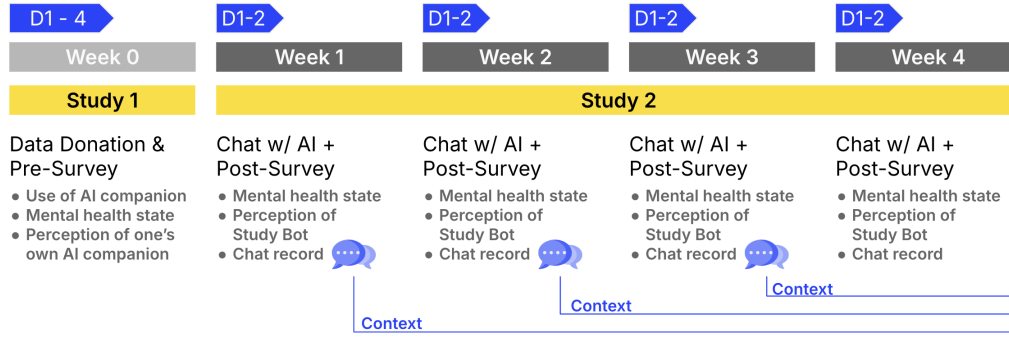 D1 - 4
D1-2
D1-2
D1-2
D1-2
Week 0
Week 1
Week 2
Week 3
Week 4
Study 1
Study 2
Data Donation &
Pre-Survey
• Use of AI companion
• Mental health state
• Perception of one's
own AI companion
Chat w/ AI +
Post-Survey
• Mental health state
• Perception of
Study Bot
• Chat record
Chat w/ AI +
Post-Survey
• Mental health state
• Perception of
Study Bot
• Chat record
Chat w/ AI +
Post-Survey
• Mental health state
• Perception of
Study Bot
• Chat record
Chat w/ AI +
Post-Survey
• Mental health state
• Perception of
Study Bot
• Chat record
Context
Context
Context